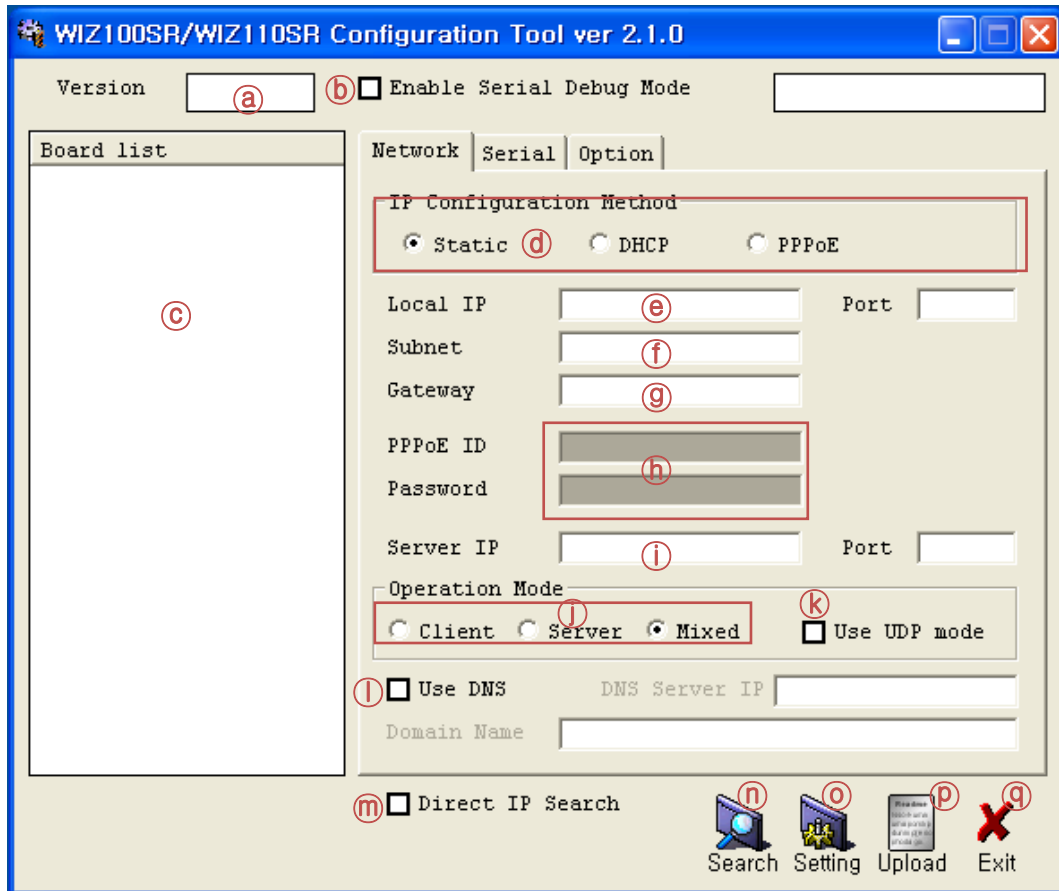 WIZ100SR/WIZ110SR Configuration Tool ver 2.1.0
Version ⓐ ⓑ Enable Serial Debug Mode
Board list
ⓒ
Network Serial Option
IP Configuration Method
Static ⓓ DHCP PPPoE
Local IP ⓔ Port
Subnet ⓕ
Gateway ⓖ
PPPoE ID
ⓗ
Password
Server IP ⓘ Port
Operation Mode
Client ⓙ Server Mixed ⓚ Use UDP mode
ⓛ Use DNS DNS Server IP
Domain Name
ⓜ Direct IP Search
ⓝ ⓞ ⓟ ⓠ
Readme
Search Setting Upload Exit